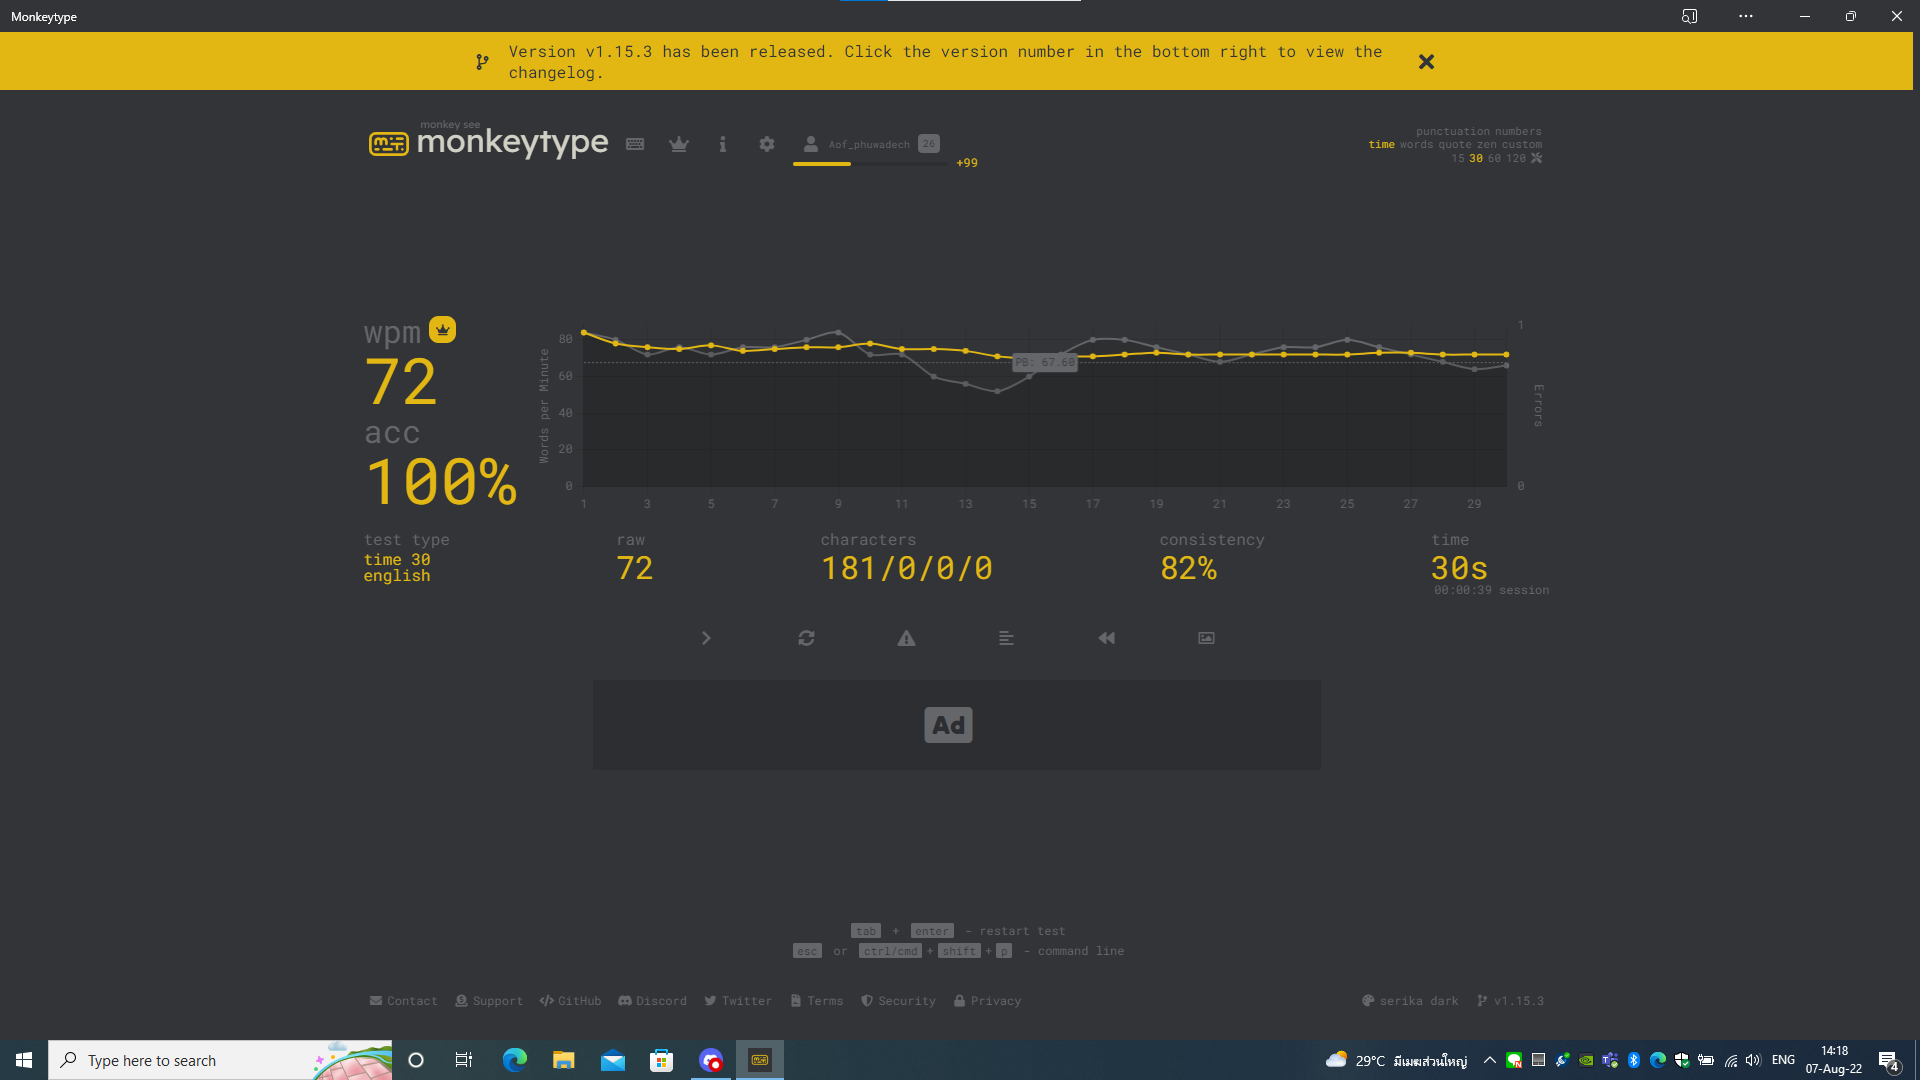 Monkeytype
Version v1.15.3 has been released. Click the version number in the bottom right to view the
changelog.
monkey see
monkeytype
Aof_phuwadech 26
+99
punctuation numbers
time words quote zen custom
15 30 60 120
wpm
72
acc
100%
Words per Minute
80
60
40
20
0
PB: 67.60
1
0
Errors
1 3 5 7 9 11 13 15 17 19 21 23 25 27 29
test type
time 30
english
raw
72
characters
181/0/0/0
consistency
82%
time
30s
00:00:39 session
Ad
tab + enter - restart test
esc or ctrl/cmd + shift + p - command line
Contact Support GitHub Discord Twitter Terms Security Privacy
serika dark v1.15.3
Type here to search
29°C มีเมฆส่วนใหญ่
ENG
14:18
07-Aug-22
4